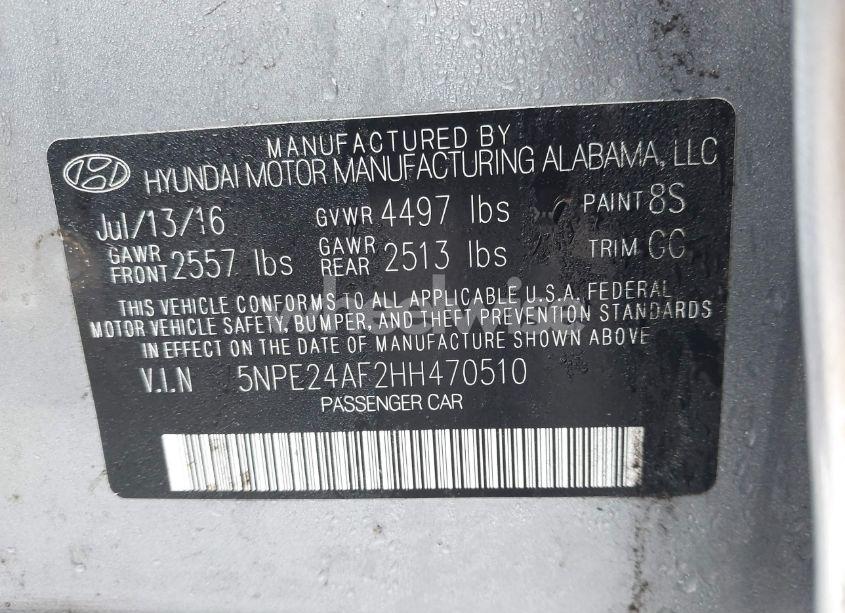 MANUFACTURED BY
HYUNDAI MOTOR MANUFACTURING ALABAMA, LLC
Jul/13/16 GVWR 4497 lbs PAINT 8S
GAWR FRONT 2557 lbs GAWR REAR 2513 lbs TRIM GC
THIS VEHICLE CONFORMS TO ALL APPLICABLE U.S.A. FEDERAL
MOTOR VEHICLE SAFETY, BUMPER, AND THEFT PREVENTION STANDARDS
IN EFFECT ON THE DATE OF MANUFACTURE SHOWN ABOVE
V.I.N 5NPE24AF2HH470510
PASSENGER CAR
wheelwise